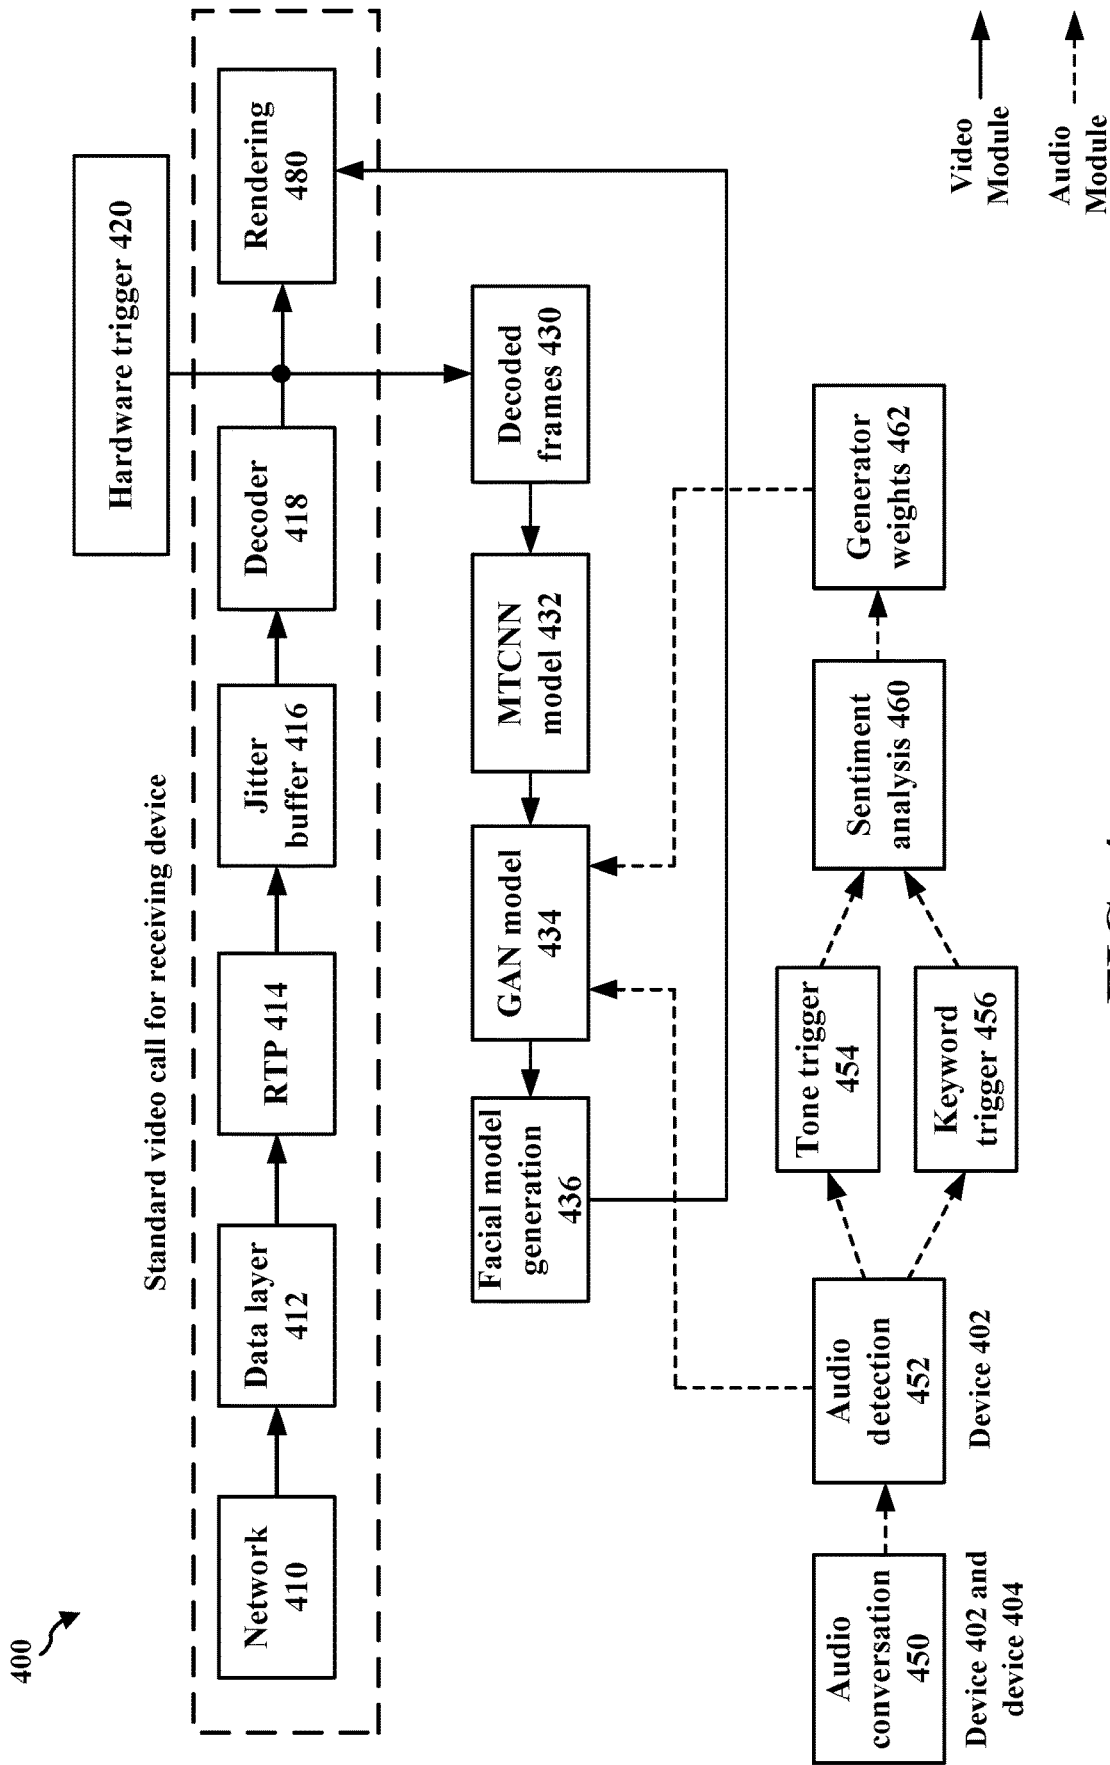 400
Standard video call for receiving device
Hardware trigger 420
Network
410
Data layer
412
RTP 414
Jitter
buffer 416
Decoder
418
Rendering
480
Facial model
generation
436
GAN model
434
MTCNN
model 432
Decoded
frames 430
Audio
conversation
450
Device 402 and
device 404
Audio
detection
452
Device 402
Tone trigger
454
Keyword
trigger 456
Sentiment
analysis 460
Generator
weights 462
Video
Module
Audio
Module